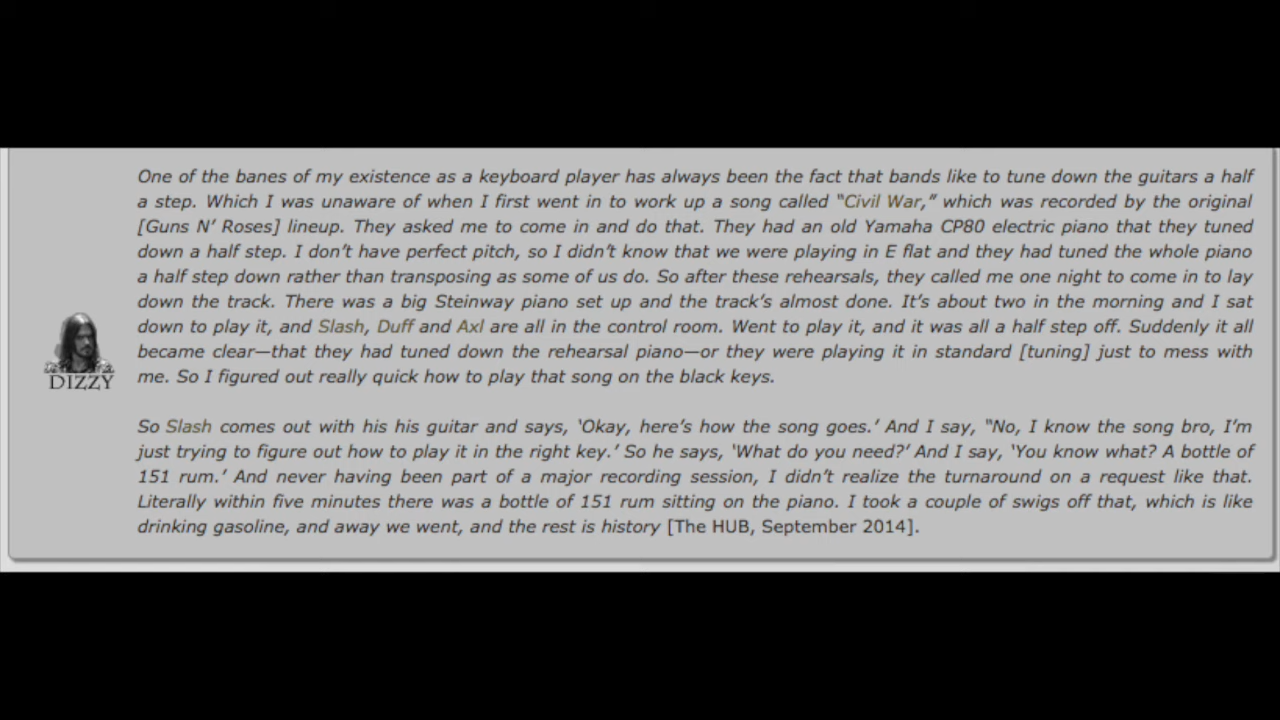 One of the banes of my existence as a keyboard player has always been the fact that bands like to tune down the guitars a half
a step. Which I was unaware of when I first went in to work up a song called “Civil War,” which was recorded by the original
[Guns N’ Roses] lineup. They asked me to come in and do that. They had an old Yamaha CP80 electric piano that they tuned
down a half step. I don’t have perfect pitch, so I didn’t know that we were playing in E flat and they had tuned the whole piano
a half step down rather than transposing as some of us do. So after these rehearsals, they called me one night to come in to lay
down the track. There was a big Steinway piano set up and the track’s almost done. It’s about two in the morning and I sat
down to play it, and Slash, Duff and Axl are all in the control room. Went to play it, and it was all a half step off. Suddenly it all
became clear—that they had tuned down the rehearsal piano—or they were playing it in standard [tuning] just to mess with
me. So I figured out really quick how to play that song on the black keys.
DIZZY
So Slash comes out with his his guitar and says, ‘Okay, here’s how the song goes.’ And I say, “No, I know the song bro, I’m
just trying to figure out how to play it in the right key.’ So he says, ‘What do you need?’ And I say, ‘You know what? A bottle of
151 rum.’ And never having been part of a major recording session, I didn’t realize the turnaround on a request like that.
Literally within five minutes there was a bottle of 151 rum sitting on the piano. I took a couple of swigs off that, which is like
drinking gasoline, and away we went, and the rest is history [The HUB, September 2014].